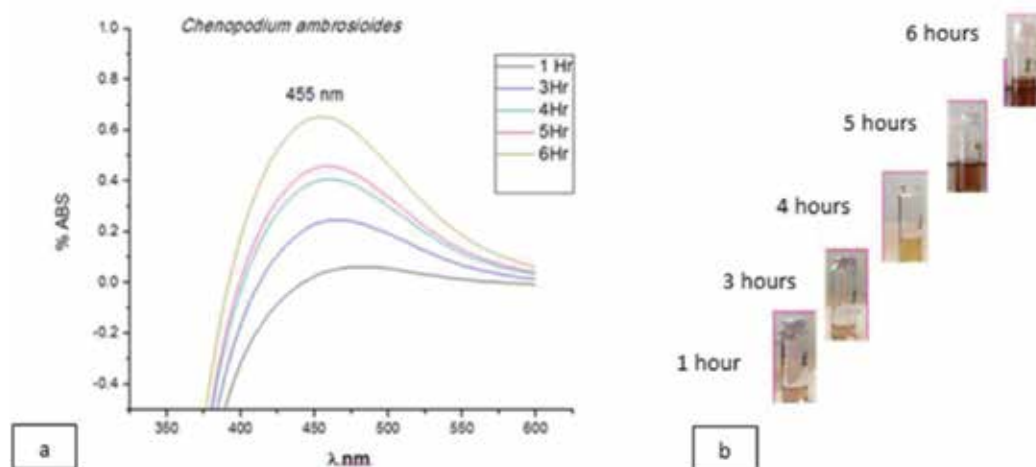 Chenopodium ambrosioides
1.0
0.8
0.6
0.4
0.2
0.0
-0.2
-0.4
% ABS
455 nm
1 Hr
3Hr
4Hr
5Hr
6Hr
350
400
450
500
550
600
λ nm
a
6 hours
5 hours
4 hours
3 hours
1 hour
b